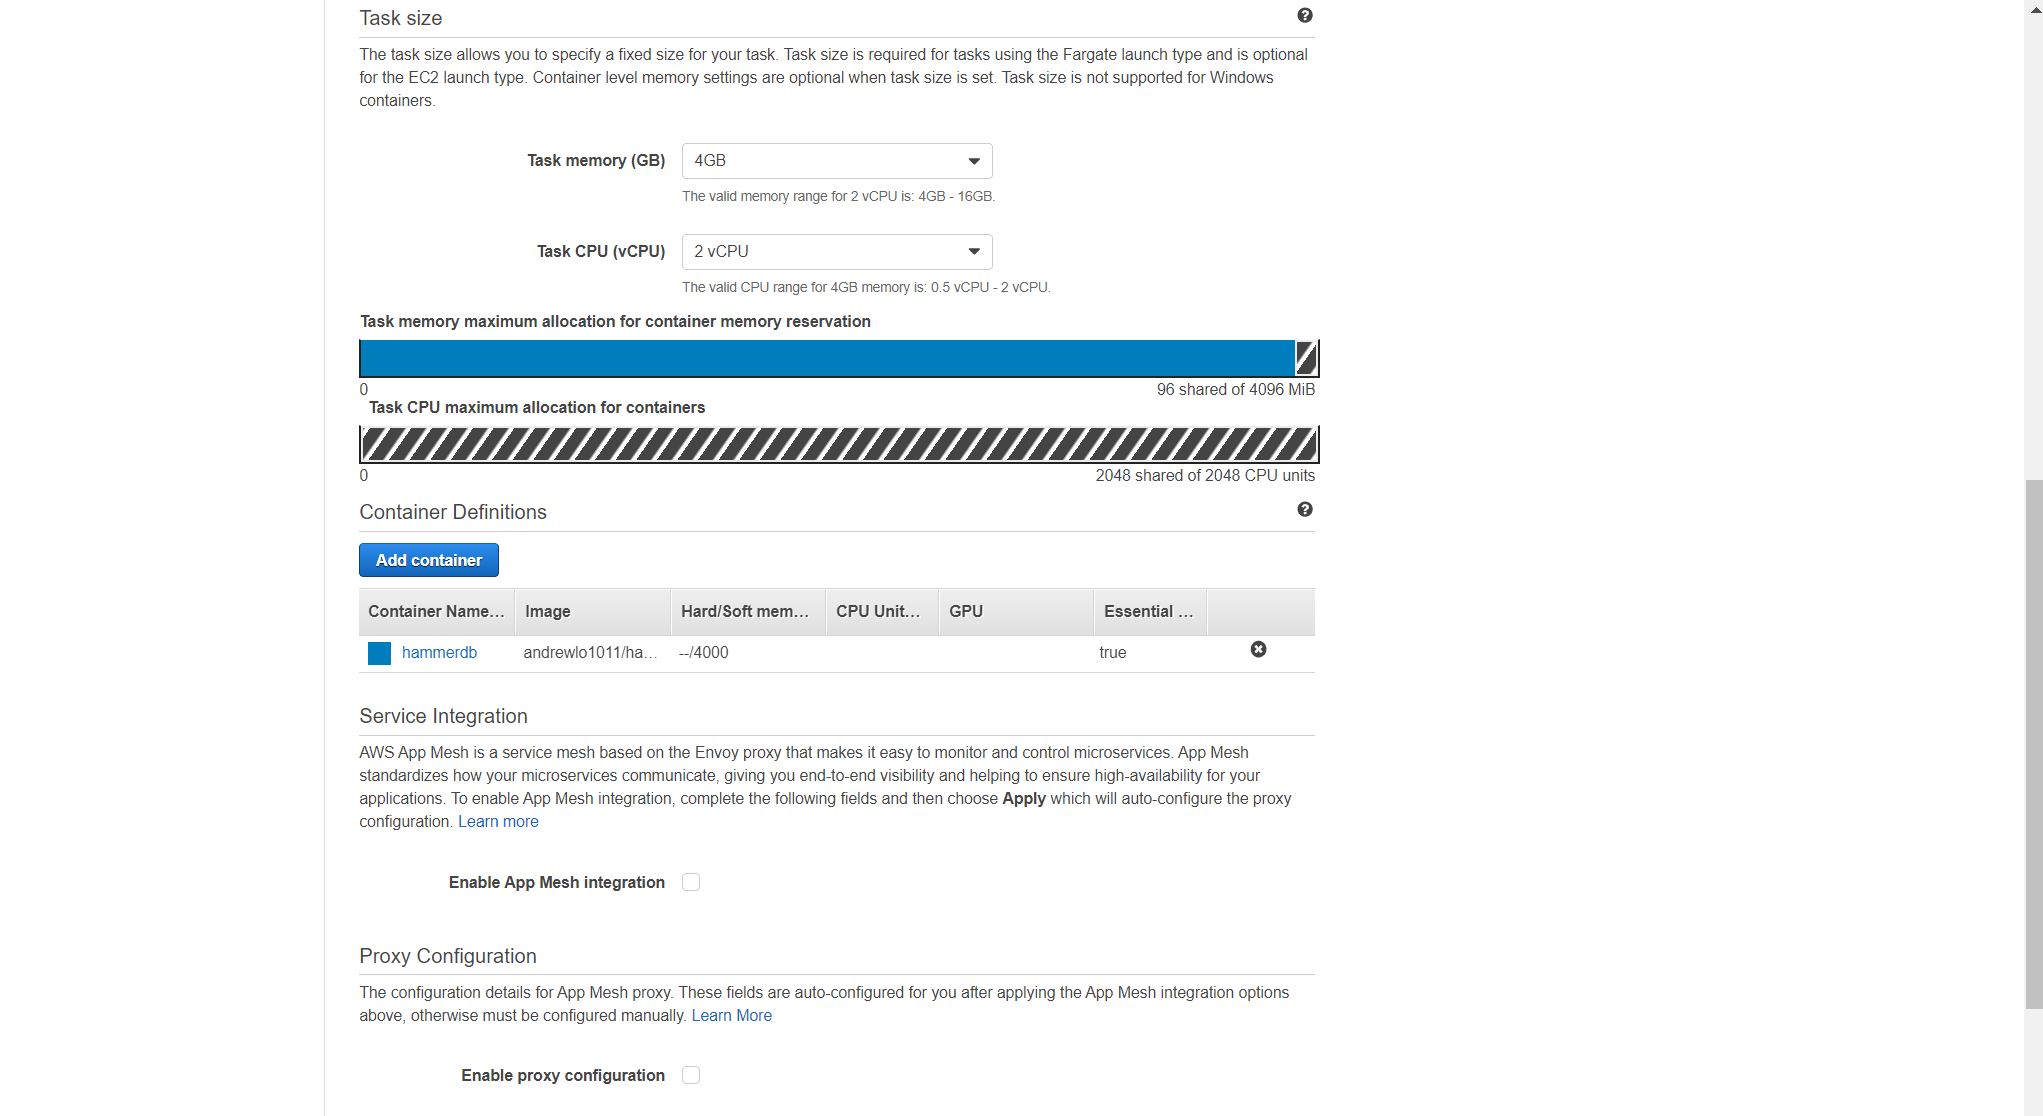 Task size
The task size allows you to specify a fixed size for your task. Task size is required for tasks using the Fargate launch type and is optional
for the EC2 launch type. Container level memory settings are optional when task size is set. Task size is not supported for Windows
containers.
Task memory (GB)
4GB
The valid memory range for 2 vCPU is: 4GB - 16GB.
Task CPU (vCPU)
2 vCPU
The valid CPU range for 4GB memory is: 0.5 vCPU - 2 vCPU.
Task memory maximum allocation for container memory reservation
0
96 shared of 4096 MiB
Task CPU maximum allocation for containers
0
2048 shared of 2048 CPU units
Container Definitions
Add container
Container Name... Image Hard/Soft mem... CPU Unit... GPU Essential ...
hammerdb andrewlo1011/ha... --/4000 true
Service Integration
AWS App Mesh is a service mesh based on the Envoy proxy that makes it easy to monitor and control microservices. App Mesh
standardizes how your microservices communicate, giving you end-to-end visibility and helping to ensure high-availability for your
applications. To enable App Mesh integration, complete the following fields and then choose Apply which will auto-configure the proxy
configuration. Learn more
Enable App Mesh integration
Proxy Configuration
The configuration details for App Mesh proxy. These fields are auto-configured for you after applying the App Mesh integration options
above, otherwise must be configured manually. Learn More
Enable proxy configuration